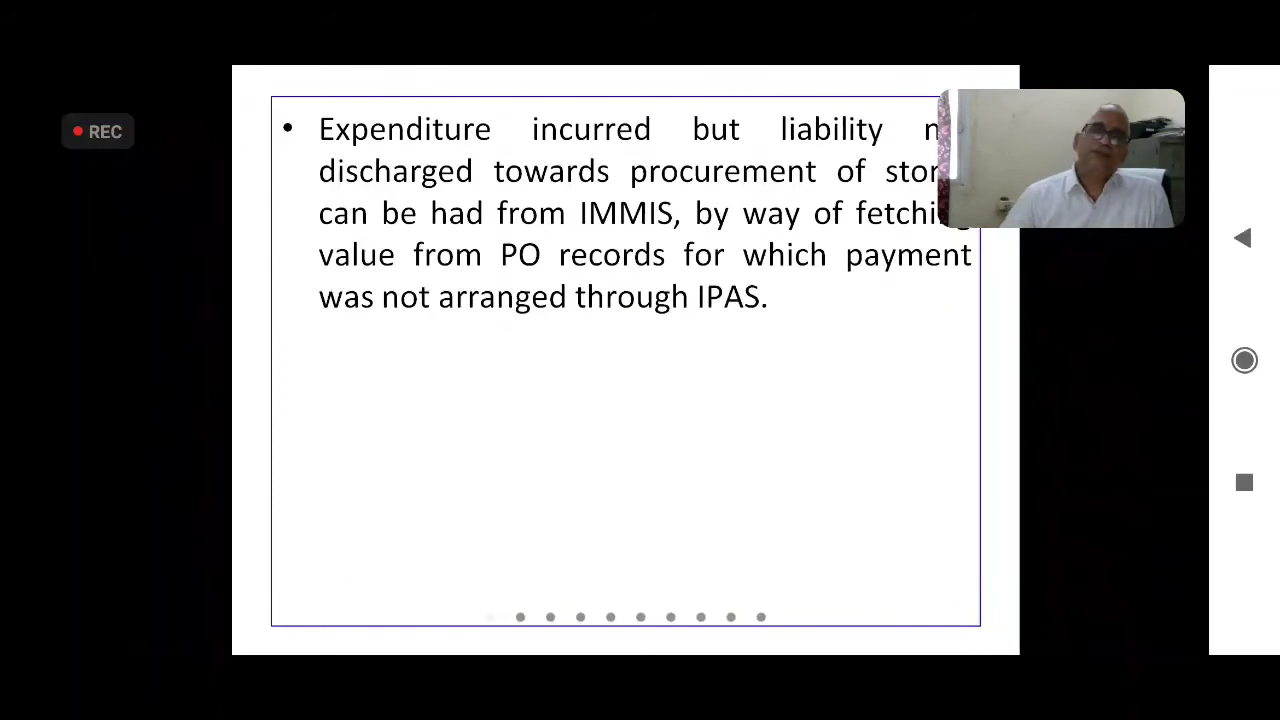 REC
• Expenditure incurred but liability
discharged towards procurement of
can be had from IMMIS, by way of
value from PO records for which payment
was not arranged through IPAS.